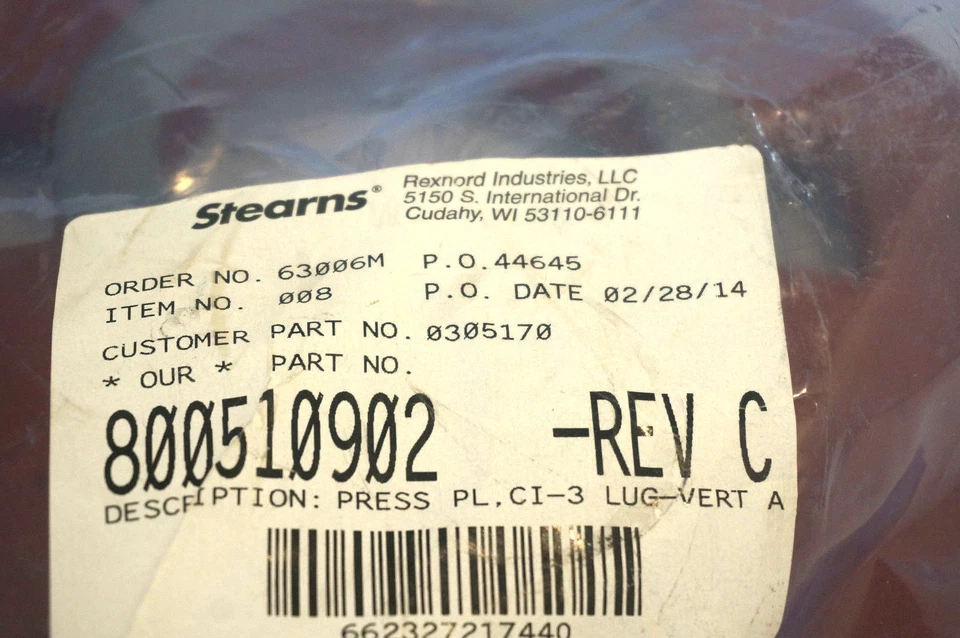 Stearns®
Rexnord Industries, LLC
5150 S. International Dr.
Cudahy, WI 53110-6111
ORDER NO. 63006M P.O. 44645
ITEM NO. 008 P.O. DATE 02/28/14
CUSTOMER PART NO. 0305170
* OUR * PART NO.
800510902 -REV C
DESCRIPTION: PRESS PL,CI-3 LUG-VERT A
662327217440